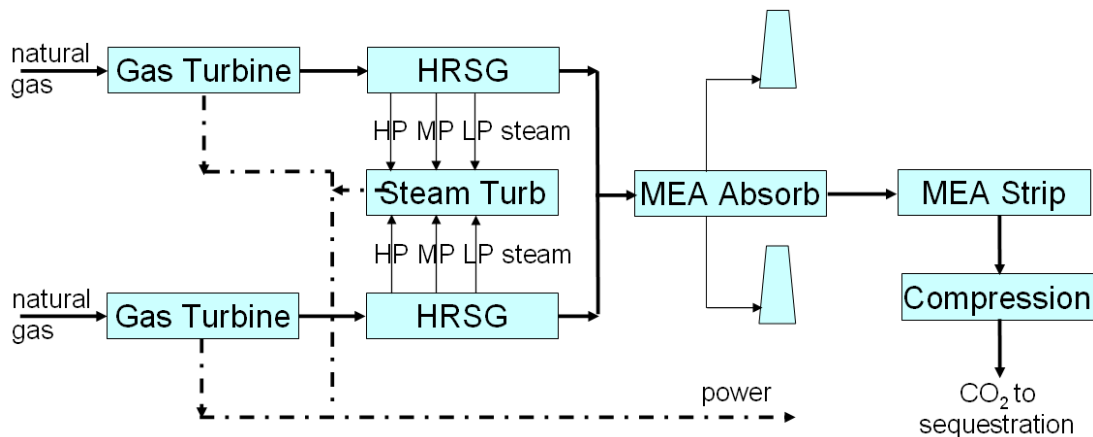 natural
gas
Gas Turbine
HRSG
HP MP LP steam
Steam Turb
MEA Absorb
MEA Strip
HP MP LP steam
Compression
natural
gas
Gas Turbine
HRSG
power
CO₂ to
sequestration